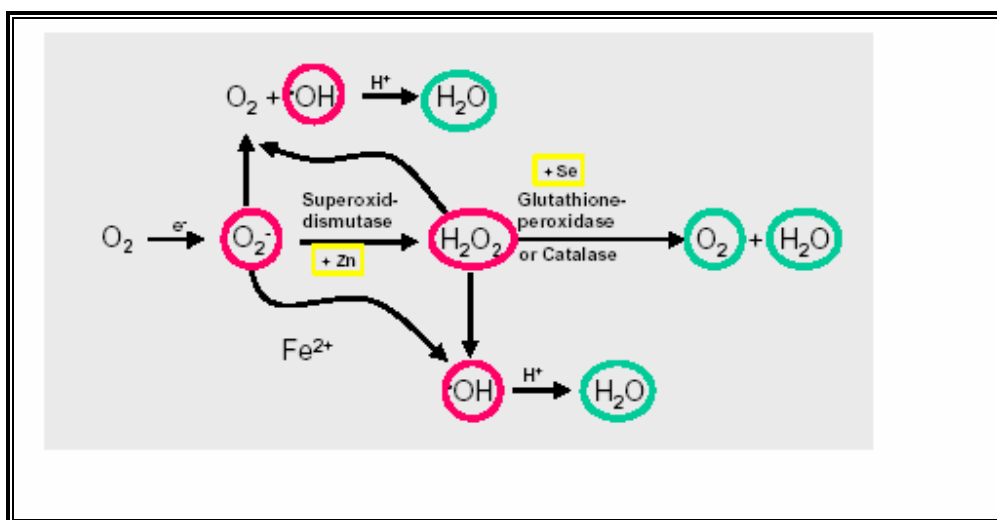 O₂ + ·OH H⁺ H₂O
+ Se
Superoxid-
dismutase
Glutathione-
peroxidase
O₂ e⁻ O₂⁻ H₂O₂ O₂ + H₂O
+ Zn
or Catalase
Fe²⁺
·OH H⁺ H₂O